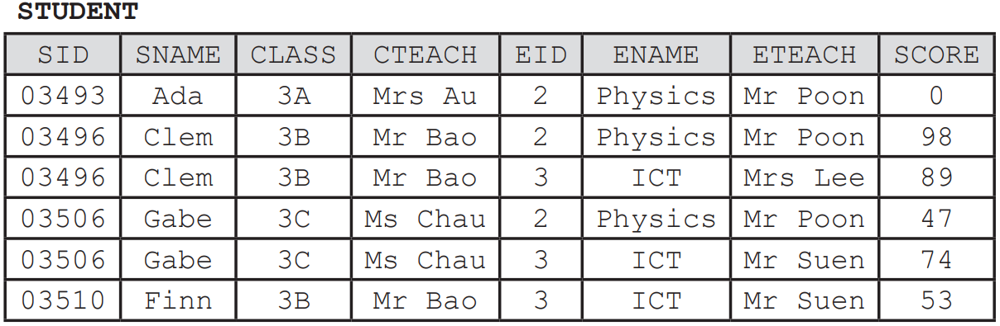 STUDENT
SID SNAME CLASS CTEACH EID ENAME ETEACH SCORE
03493 Ada 3A Mrs Au 2 Physics Mr Poon 0
03496 Clem 3B Mr Bao 2 Physics Mr Poon 98
03496 Clem 3B Mr Bao 3 ICT Mrs Lee 89
03506 Gabe 3C Ms Chau 2 Physics Mr Poon 47
03506 Gabe 3C Ms Chau 3 ICT Mr Suen 74
03510 Finn 3B Mr Bao 3 ICT Mr Suen 53